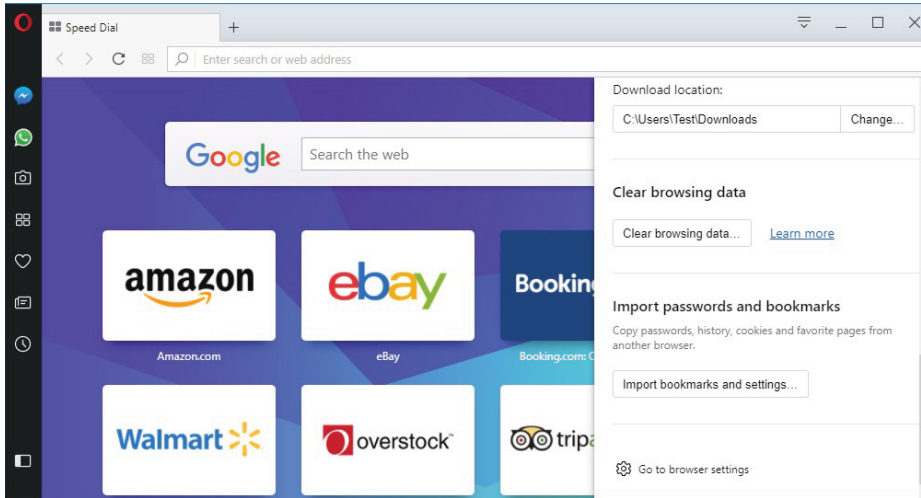 Speed Dial
Enter search or web address
Google
Search the web
amazon
ebay
Bookin
Amazon.com
eBay
Booking.com: C
Walmart
overstock
tripa
Download location:
C:\Users\Test\Downloads
Change...
Clear browsing data
Clear browsing data...
Learn more
Import passwords and bookmarks
Copy passwords, history, cookies and favorite pages from
another browser.
Import bookmarks and settings...
Go to browser settings